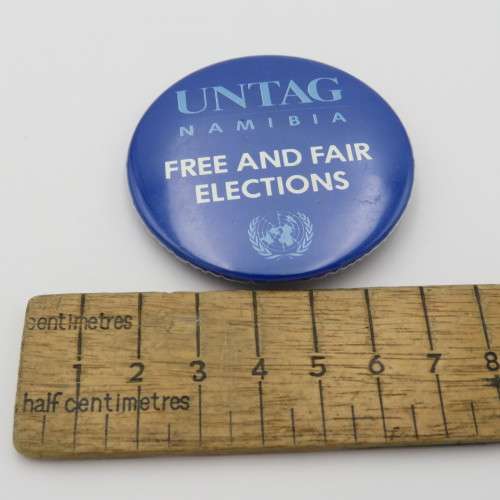 UNTAG
NAMIBIA
FREE AND FAIR
ELECTIONS
centimetres
1 2 3 4 5 6 7 8
half centimetres